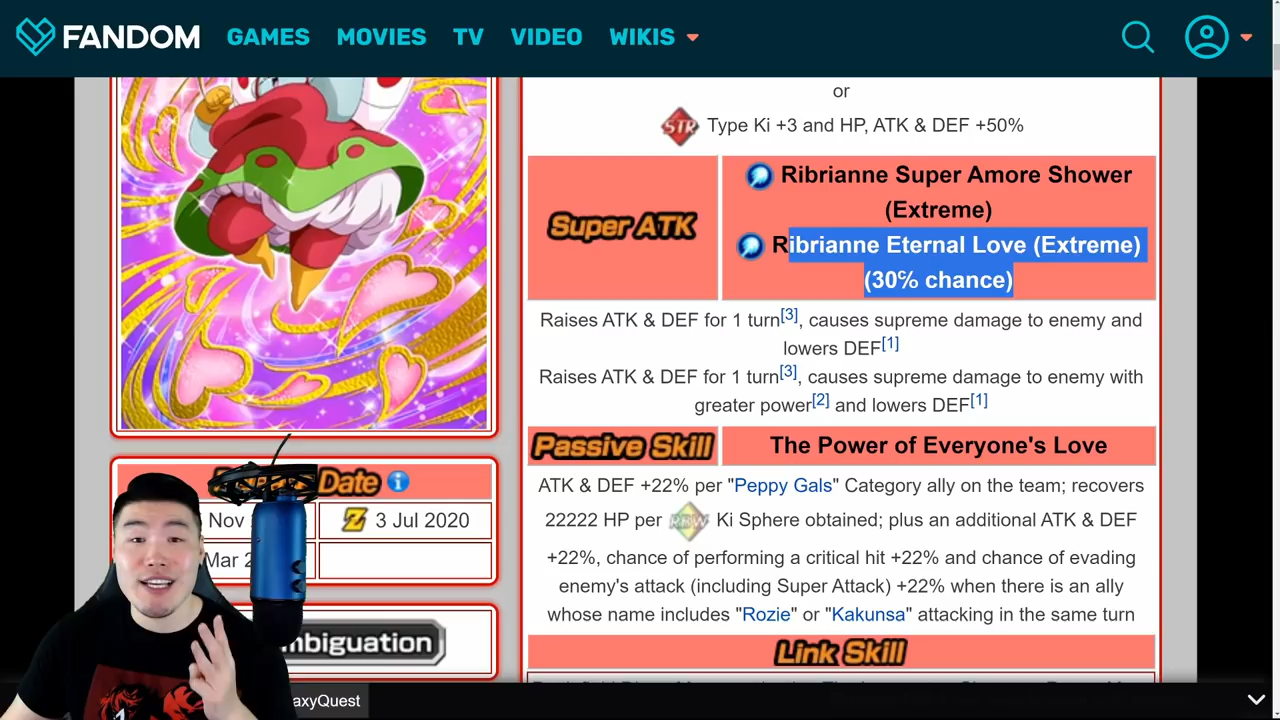 FANDOM GAMES MOVIES TV VIDEO WIKIS
or
STR Type Ki +3 and HP, ATK & DEF +50%
Super ATK
Ribrianne Super Amore Shower
(Extreme)
Ribrianne Eternal Love (Extreme)
(30% chance)
Raises ATK & DEF for 1 turn[3], causes supreme damage to enemy and
lowers DEF[1]
Raises ATK & DEF for 1 turn[3], causes supreme damage to enemy with
greater power[2] and lowers DEF[1]
Passive Skill
The Power of Everyone's Love
ATK & DEF +22% per "Peppy Gals" Category ally on the team; recovers
22222 HP per RBW Ki Sphere obtained; plus an additional ATK & DEF
+22%, chance of performing a critical hit +22% and chance of evading
enemy's attack (including Super Attack) +22% when there is an ally
whose name includes "Rozie" or "Kakunsa" attacking in the same turn
Link Skill
Date
Nov
Z 3 Jul 2020
Mar 2
mbiguation
axyQuest